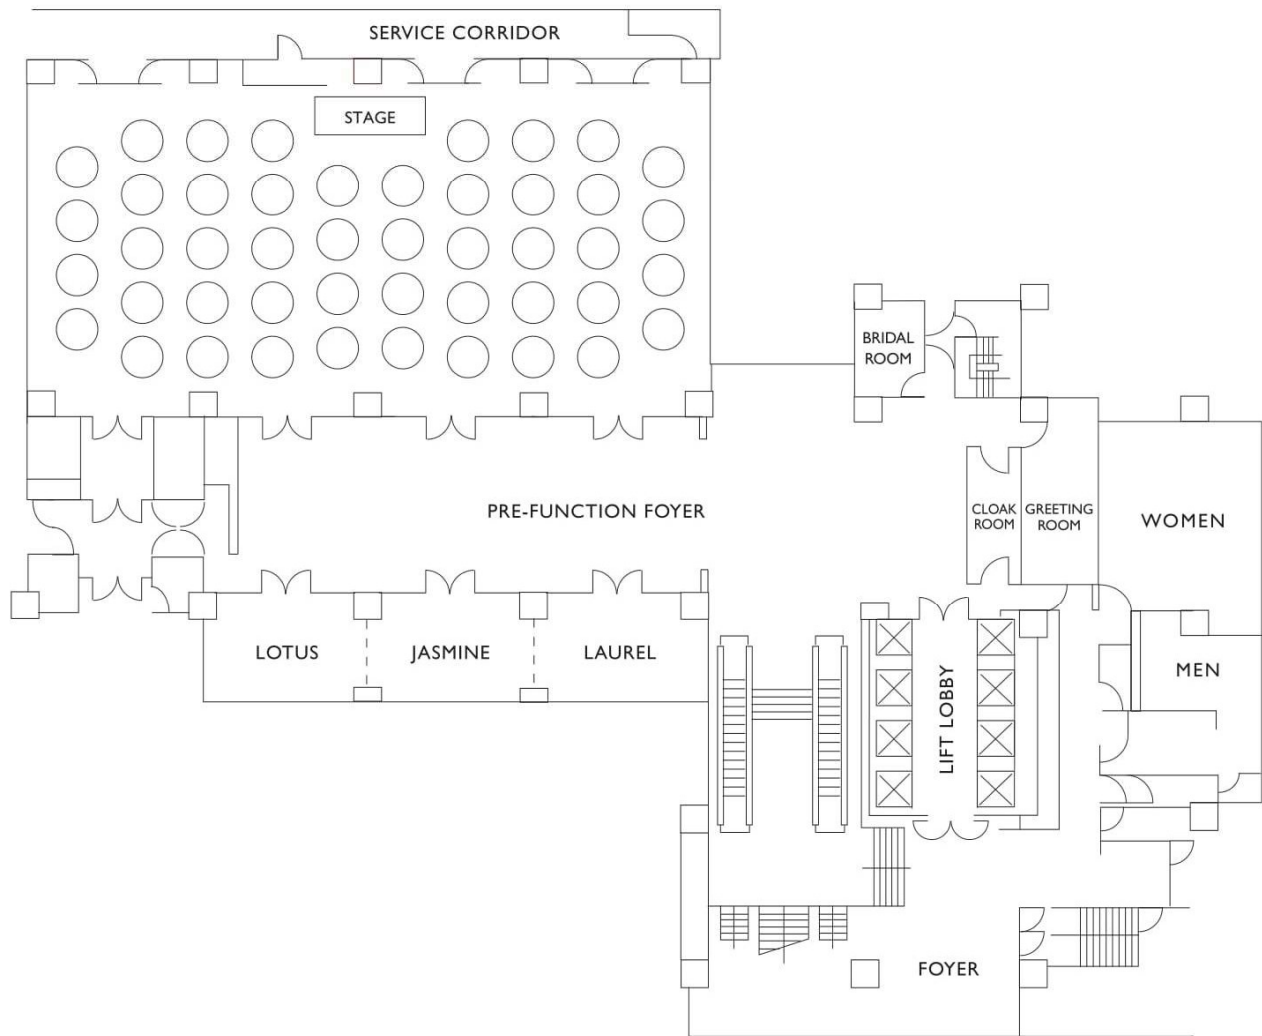 SERVICE CORRIDOR
STAGE
BRIDAL
ROOM
PRE-FUNCTION FOYER
CLOAK
ROOM
GREETING
ROOM
WOMEN
LOTUS
JASMINE
LAUREL
LIFT LOBBY
MEN
FOYER